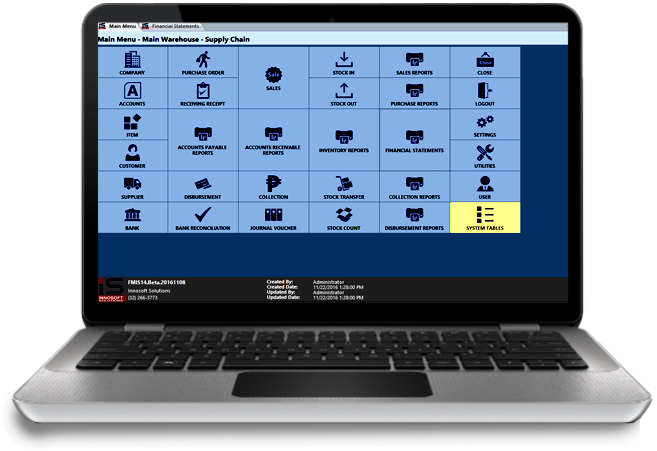 Main Menu
Financial Statements
Main Menu - Main Warehouse - Supply Chain
COMPANY
PURCHASE ORDER
Sale
SALES
STOCK IN
SALES REPORTS
Close
CLOSE
ACCOUNTS
RECEIVING RECEIPT
STOCK OUT
PURCHASE REPORTS
LOGOUT
ITEM
ACCOUNTS PAYABLE
REPORTS
ACCOUNTS RECEIVABLE
REPORTS
INVENTORY REPORTS
FINANCIAL STATEMENTS
SETTINGS
CUSTOMER
UTILITIES
SUPPLIER
DISBURSEMENT
COLLECTION
STOCK TRANSFER
COLLECTION REPORTS
USER
BANK
BANK RECONCILIATION
JOURNAL VOUCHER
STOCK COUNT
DISBURSEMENT REPORTS
SYSTEM TABLES
INNOSOFT
FMIS14.Beta.20161108
Innosoft Solutions
(32) 266-3773
Created By: Administrator
Created Date: 11/22/2016 1:28:00 PM
Updated By: Administrator
Updated Date: 11/22/2016 1:28:00 PM